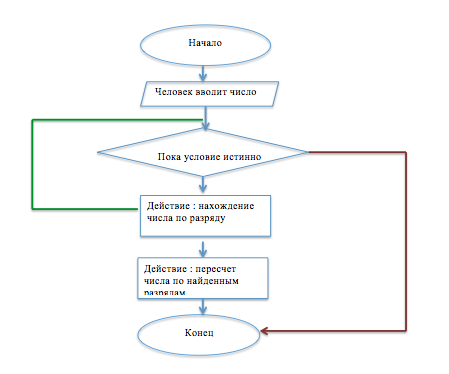 Начало
Человек вводит число
Пока условие истинно
Действие : нахождение
числа по разряду
Действие : пересчет
числа по найденным
разрядам
Конец